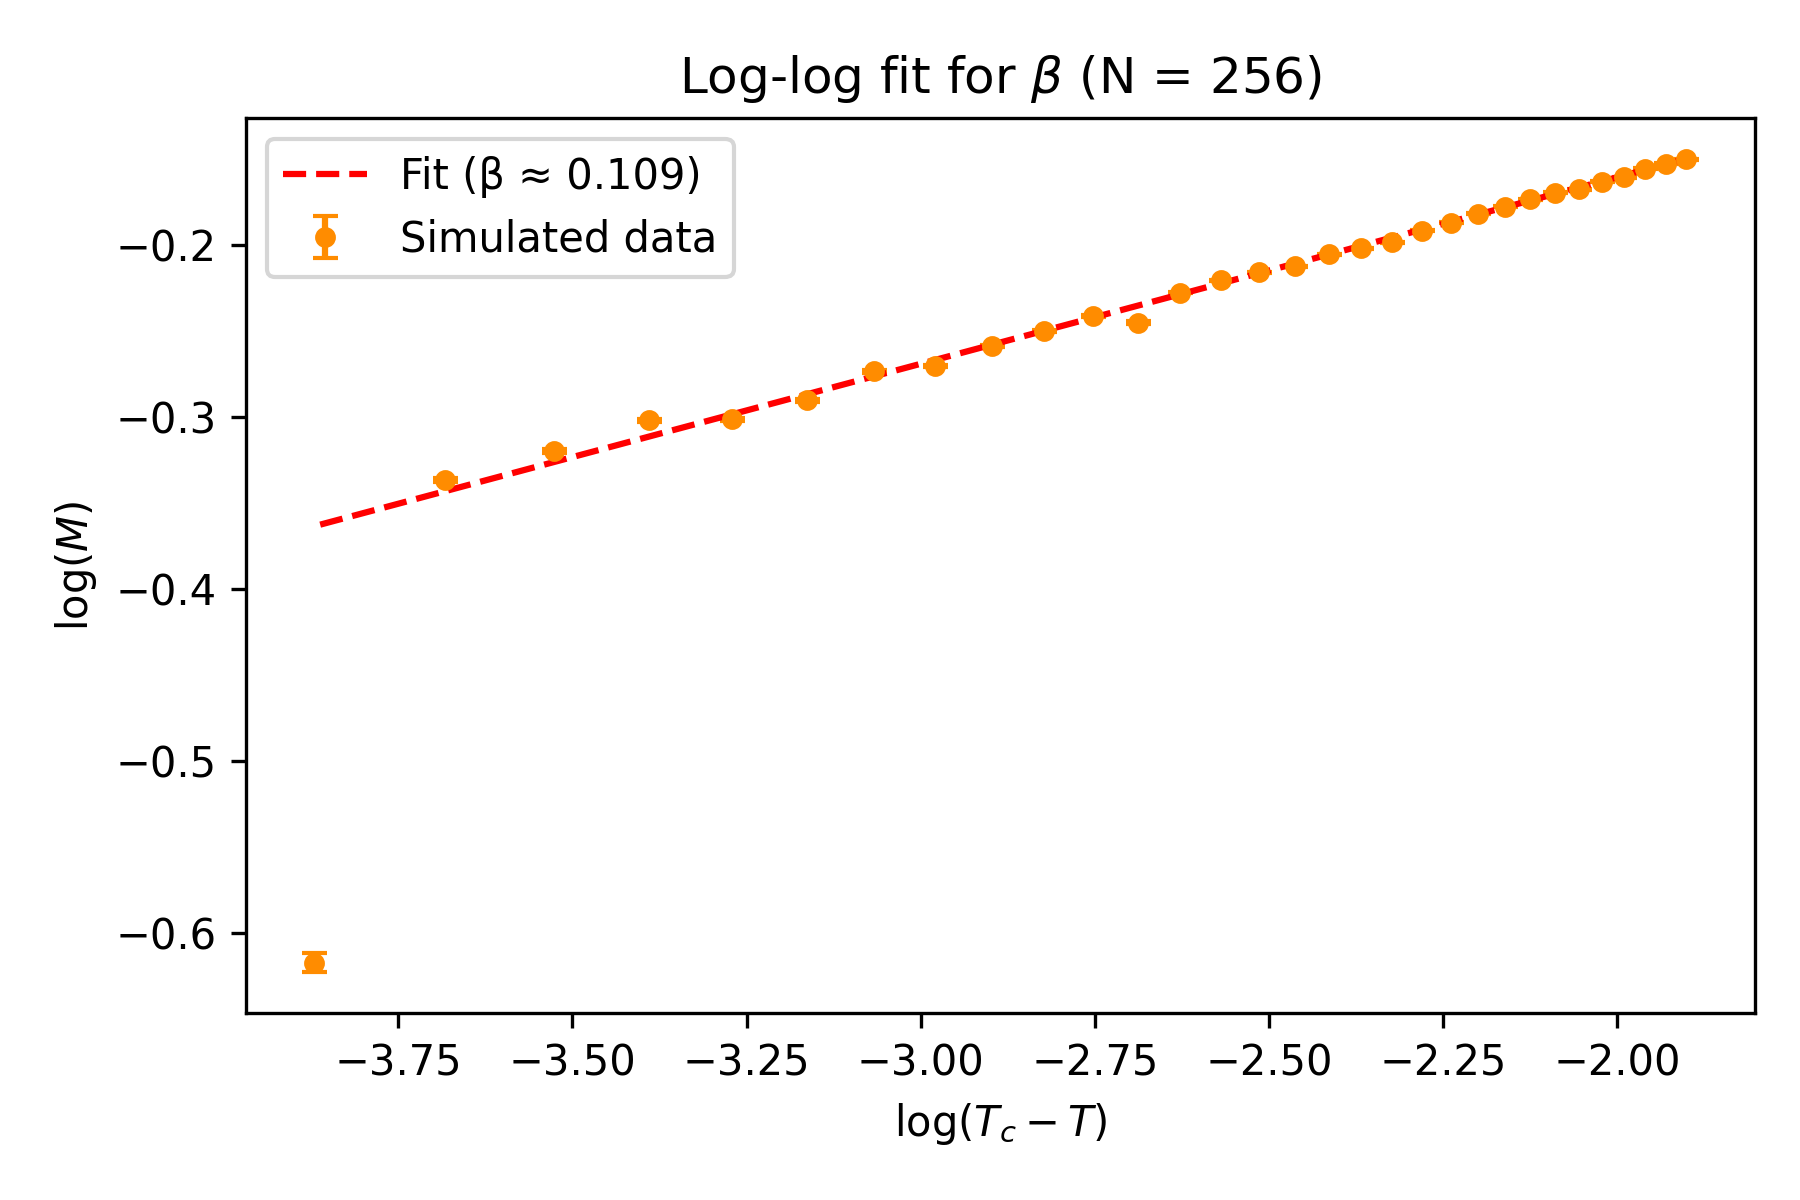 Log-log fit for β (N = 256)
Fit (β ≈ 0.109)
Simulated data
−0.2
−0.3
−0.4
−0.5
−0.6
log(M)
−3.75 −3.50 −3.25 −3.00 −2.75 −2.50 −2.25 −2.00
log(T_c − T)